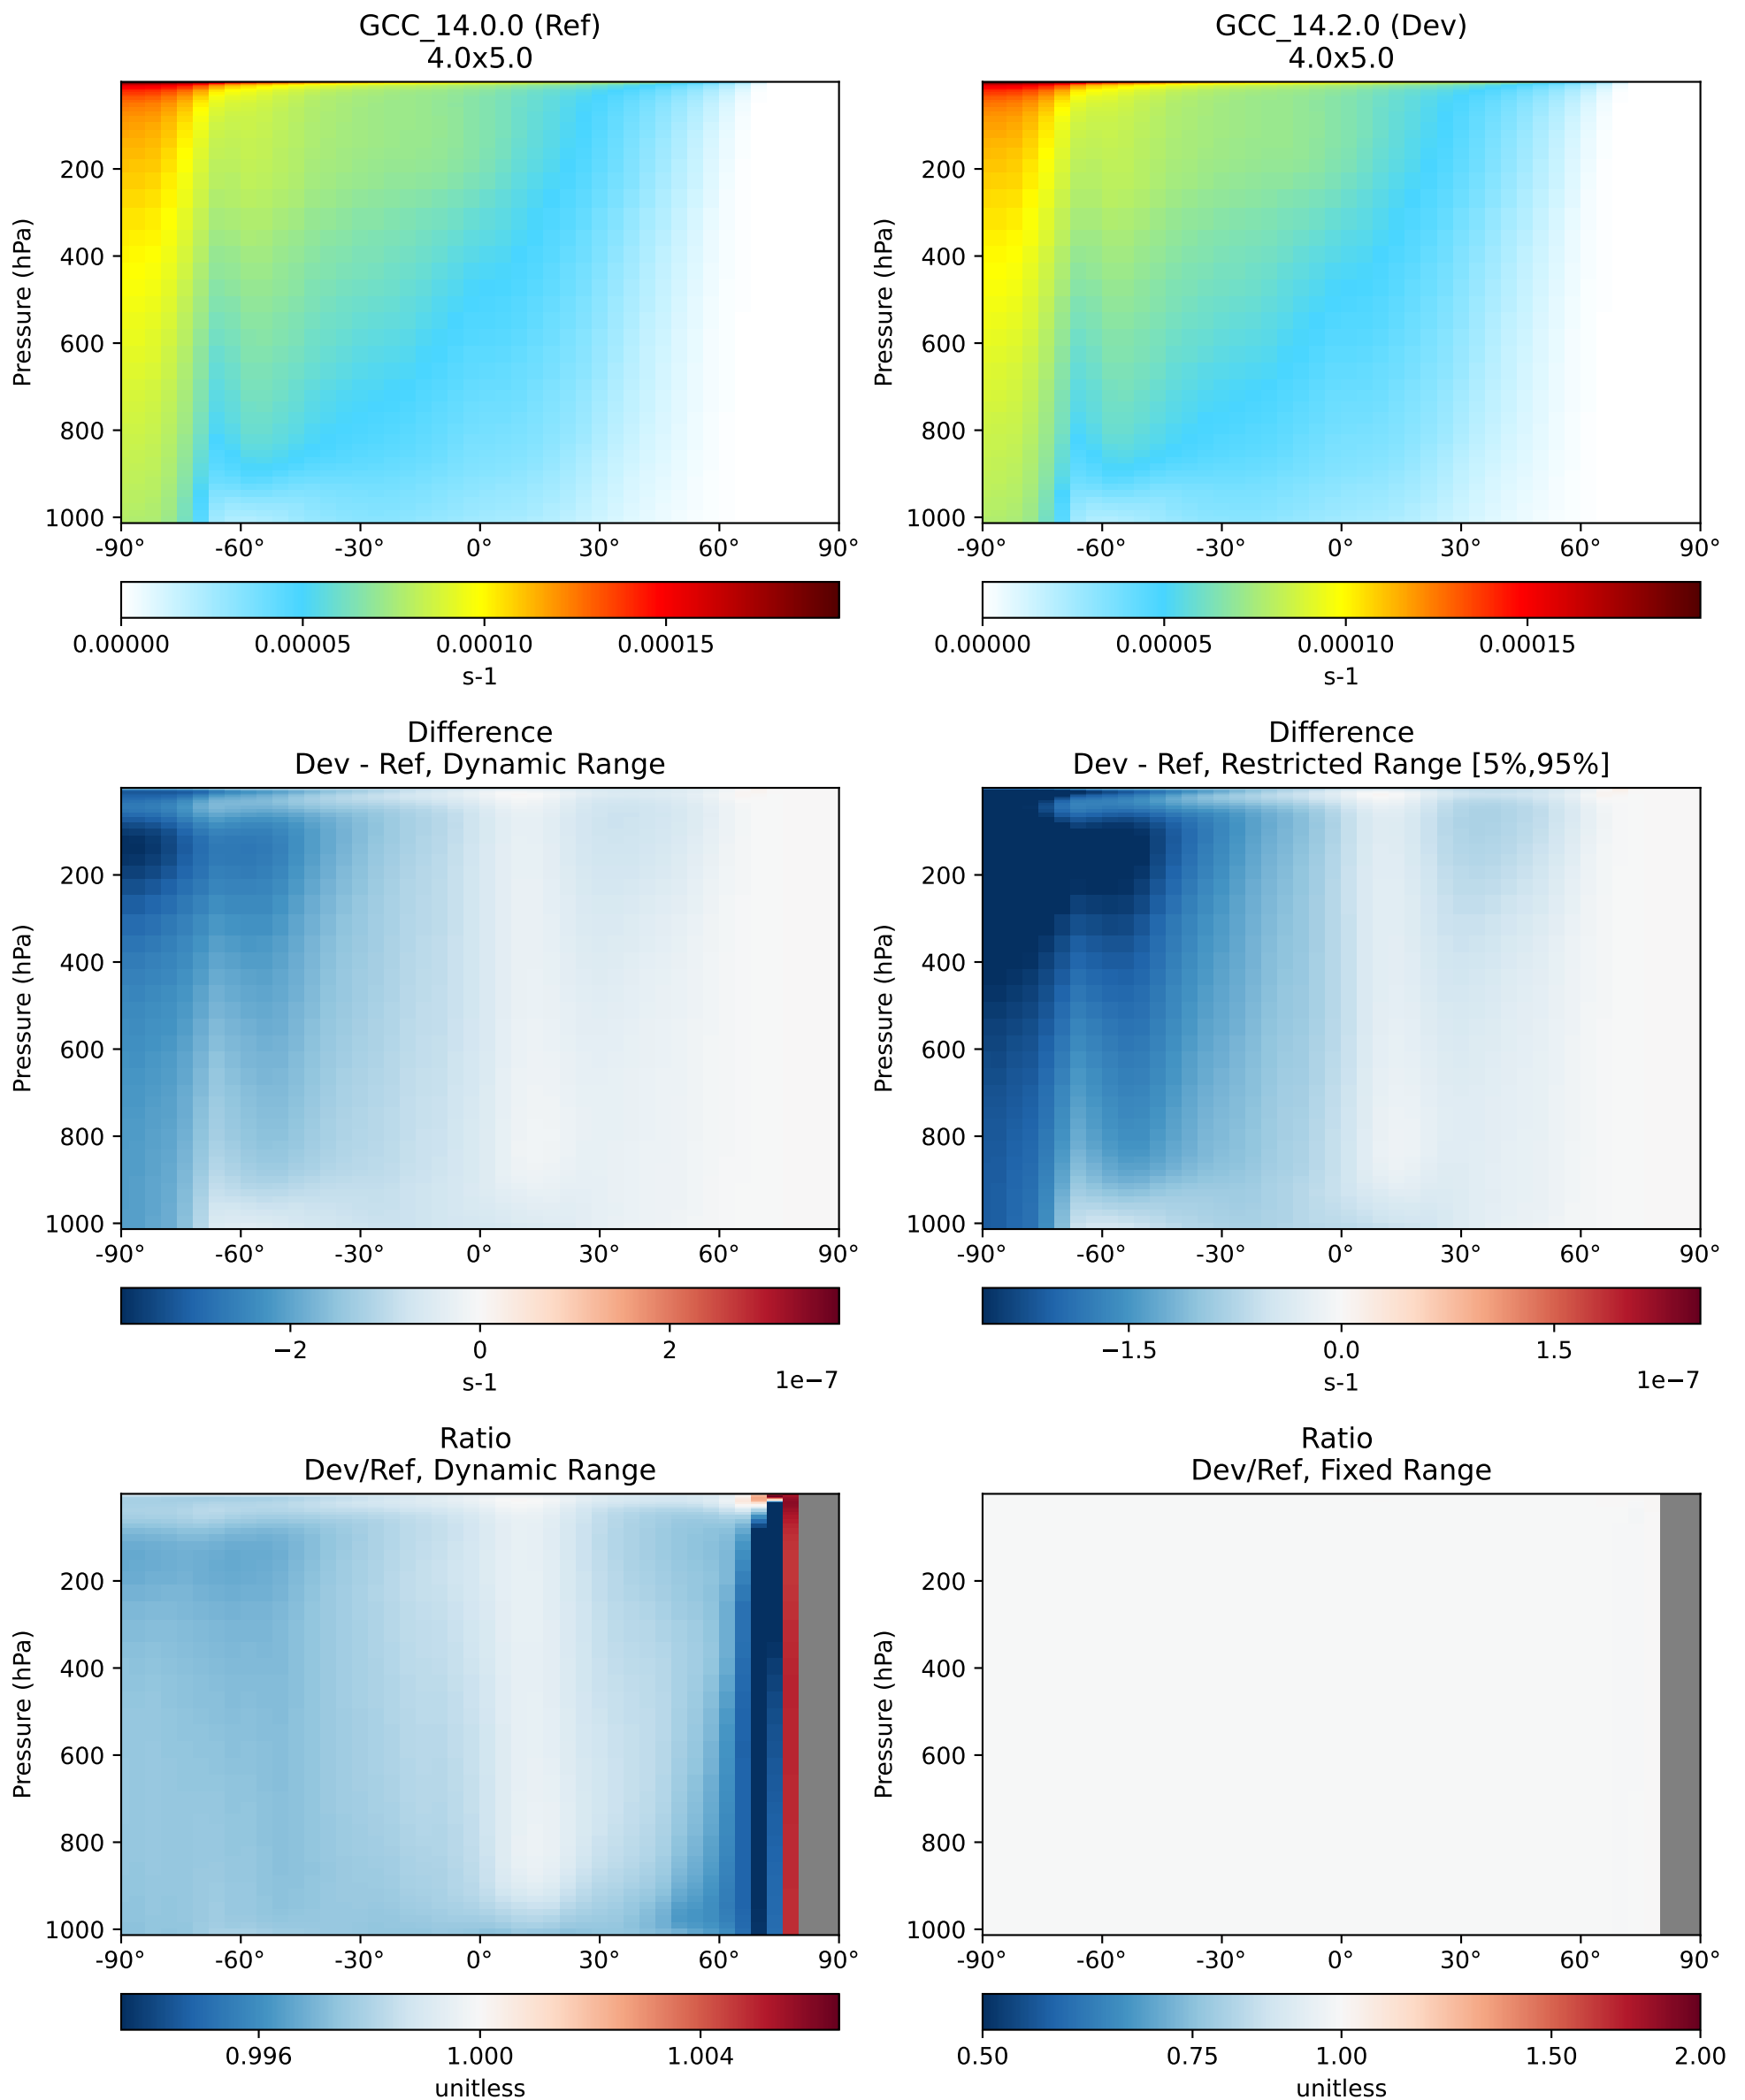 GCC_14.0.0 (Ref)
4.0x5.0
Pressure (hPa)
200
400
600
800
1000
-90° -60° -30° 0° 30° 60° 90°
0.00000 0.00005 0.00010 0.00015
s-1
GCC_14.2.0 (Dev)
4.0x5.0
Pressure (hPa)
200
400
600
800
1000
-90° -60° -30° 0° 30° 60° 90°
0.00000 0.00005 0.00010 0.00015
s-1
Difference
Dev - Ref, Dynamic Range
Pressure (hPa)
200
400
600
800
1000
-90° -60° -30° 0° 30° 60° 90°
−2 0 2
s-1 1e−7
Difference
Dev - Ref, Restricted Range [5%,95%]
Pressure (hPa)
200
400
600
800
1000
-90° -60° -30° 0° 30° 60° 90°
−1.5 0.0 1.5
s-1 1e−7
Ratio
Dev/Ref, Dynamic Range
Pressure (hPa)
200
400
600
800
1000
-90° -60° -30° 0° 30° 60° 90°
0.996 1.000 1.004
unitless
Ratio
Dev/Ref, Fixed Range
Pressure (hPa)
200
400
600
800
1000
-90° -60° -30° 0° 30° 60° 90°
0.50 0.75 1.00 1.50 2.00
unitless